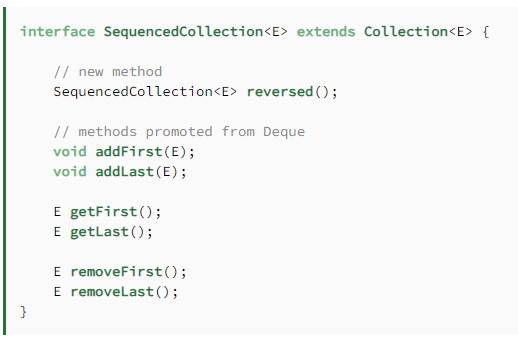 interface SequencedCollection<E> extends Collection<E> {
    // new method
    SequencedCollection<E> reversed();
    // methods promoted from Deque
    void addFirst(E);
    void addLast(E);
    E getFirst();
    E getLast();
    E removeFirst();
    E removeLast();
}